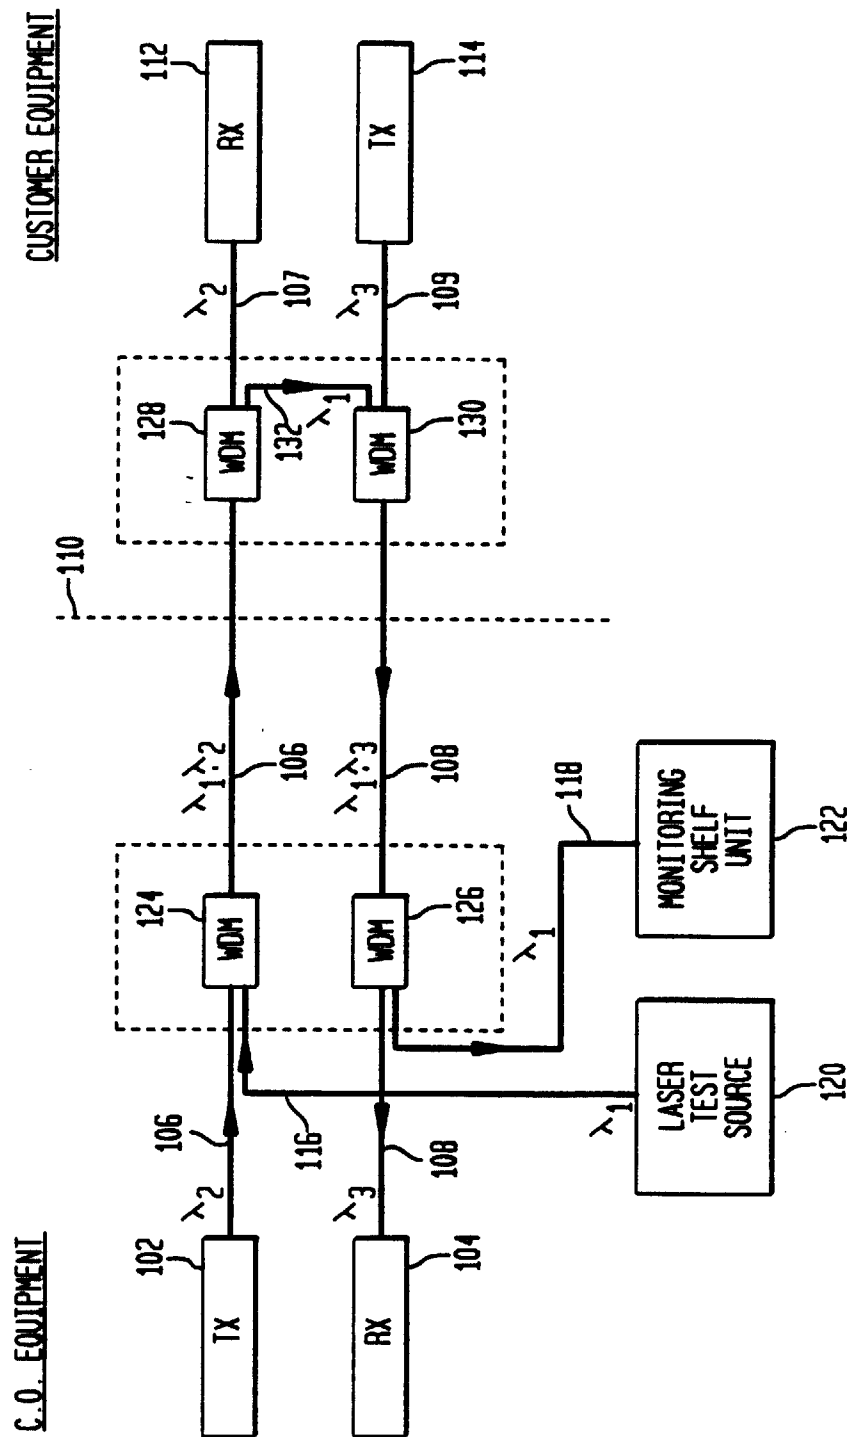 C.O. EQUIPMENT
CUSTOMER EQUIPMENT
102
TX
λ2
106
124
WDM
λ1,λ2
106
110
128
WDM
λ2
107
112
RX
104
RX
λ3
108
126
WDM
λ1,λ3
108
132
λ1
130
WDM
λ3
109
114
TX
116
λ1
LASER
TEST
SOURCE
120
λ1
118
MONITORING
SHELF
UNIT
122